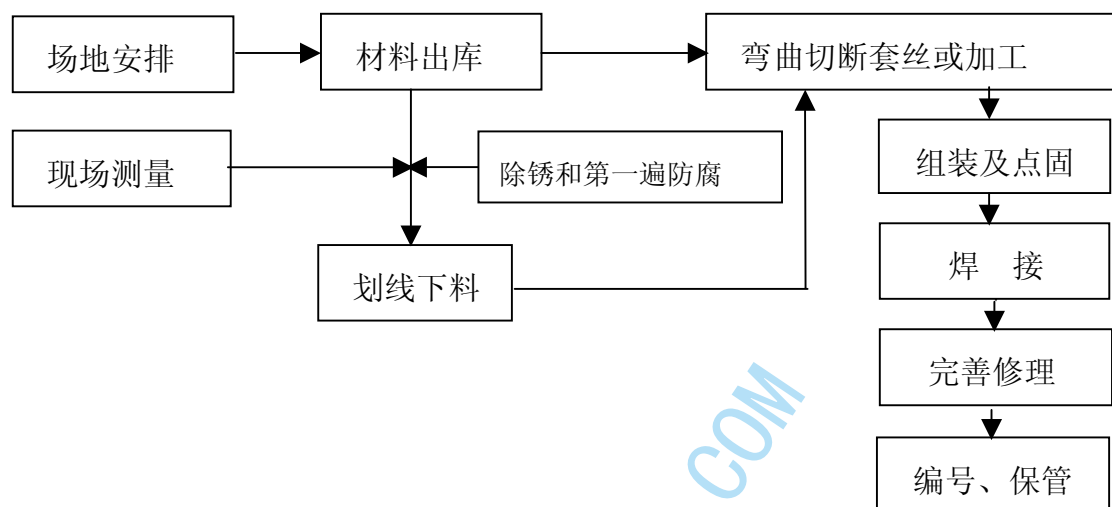 场地安排
材料出库
弯曲切断套丝或加工
现场测量
除锈和第一遍防腐
组装及点固
划线下料
焊 接
完善修理
COM
编号、保管